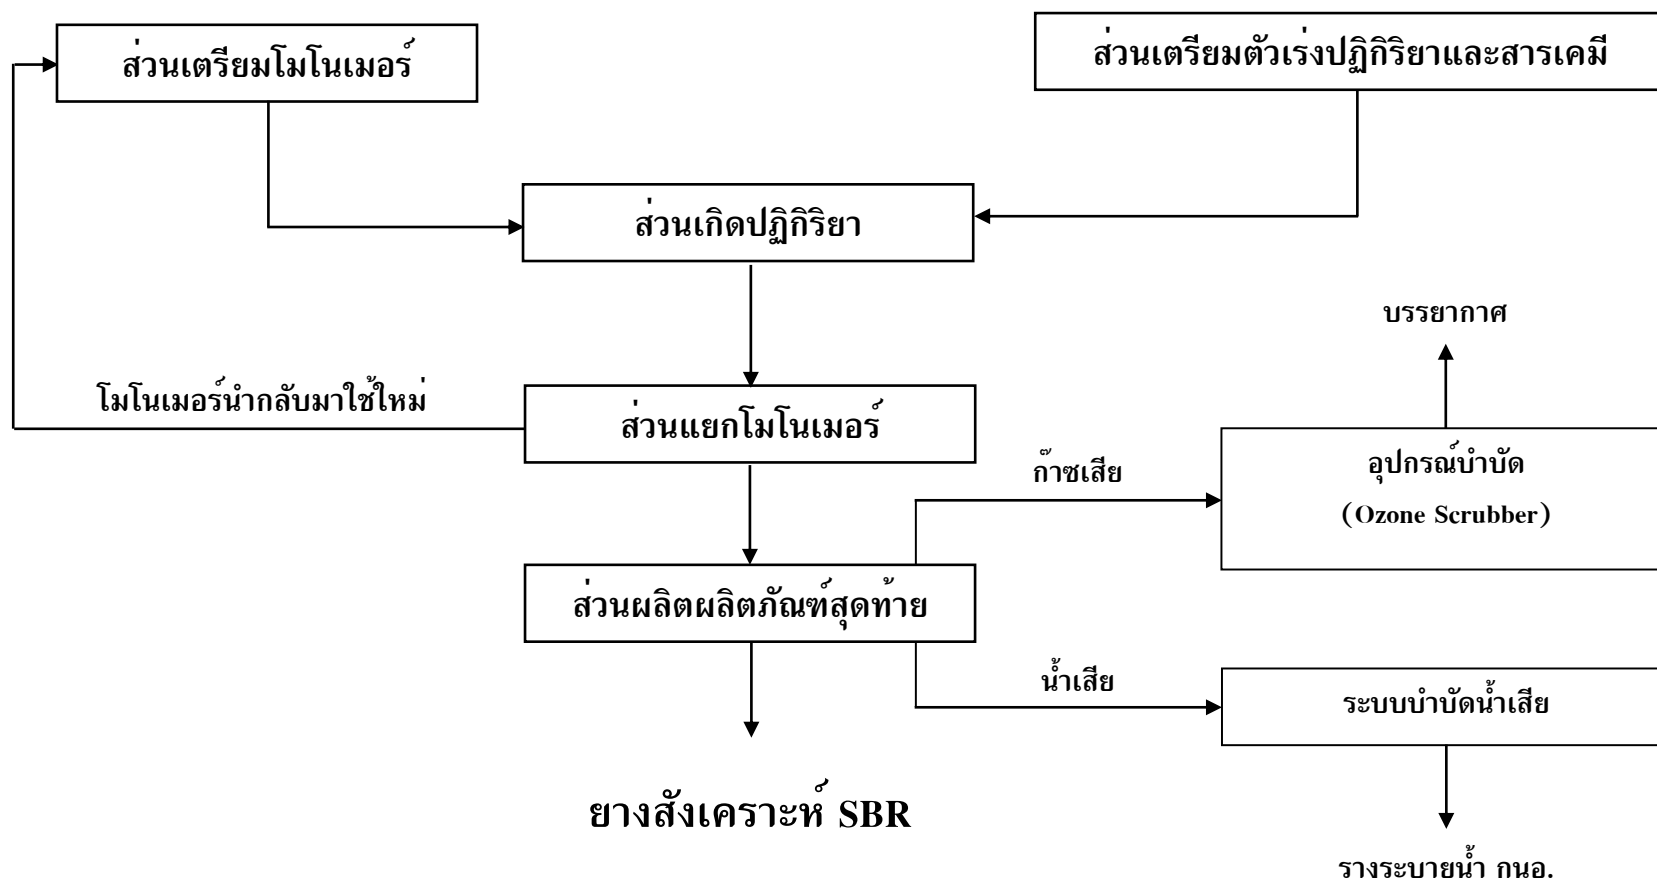 ส่วนเตรียมโมโนเมอร์
ส่วนเตรียมตัวเร่งปฏิกิริยาและสารเคมี
ส่วนเกิดปฏิกิริยา
บรรยากาศ
โมโนเมอร์นำกลับมาใช้ใหม่
ส่วนแยกโมโนเมอร์
ก๊าซเสีย
อุปกรณ์บำบัด
(Ozone Scrubber)
ส่วนผลิตผลิตภัณฑ์สุดท้าย
น้ำเสีย
ระบบบำบัดน้ำเสีย
ยางสังเคราะห์ SBR
รางระบายน้ำ กนอ.